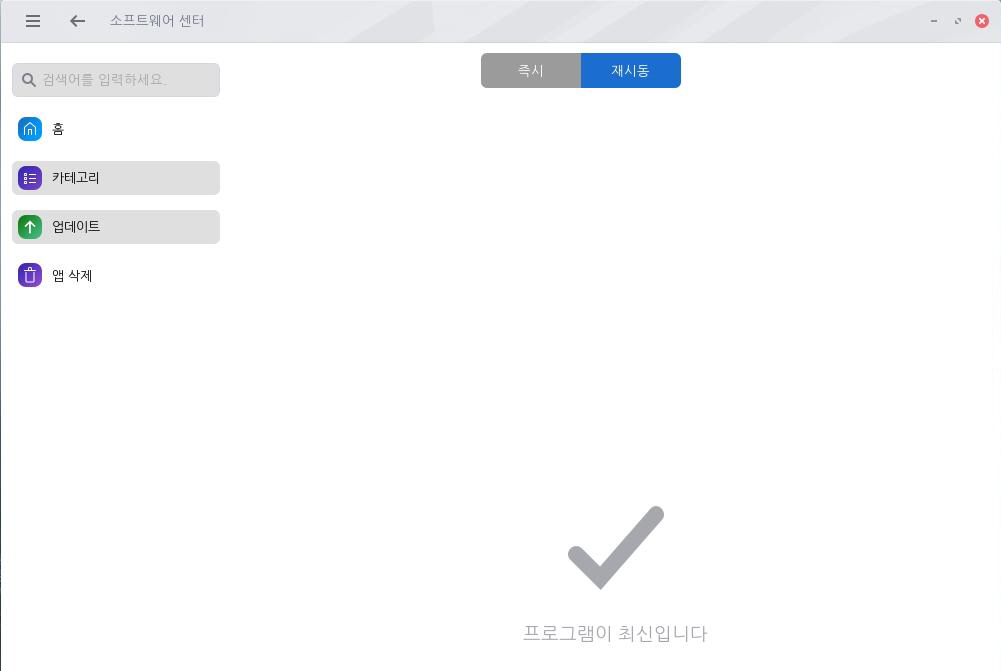 소프트웨어 센터
검색어를 입력하세요.
즉시
재시동
홈
카테고리
업데이트
앱 삭제
프로그램이 최신입니다